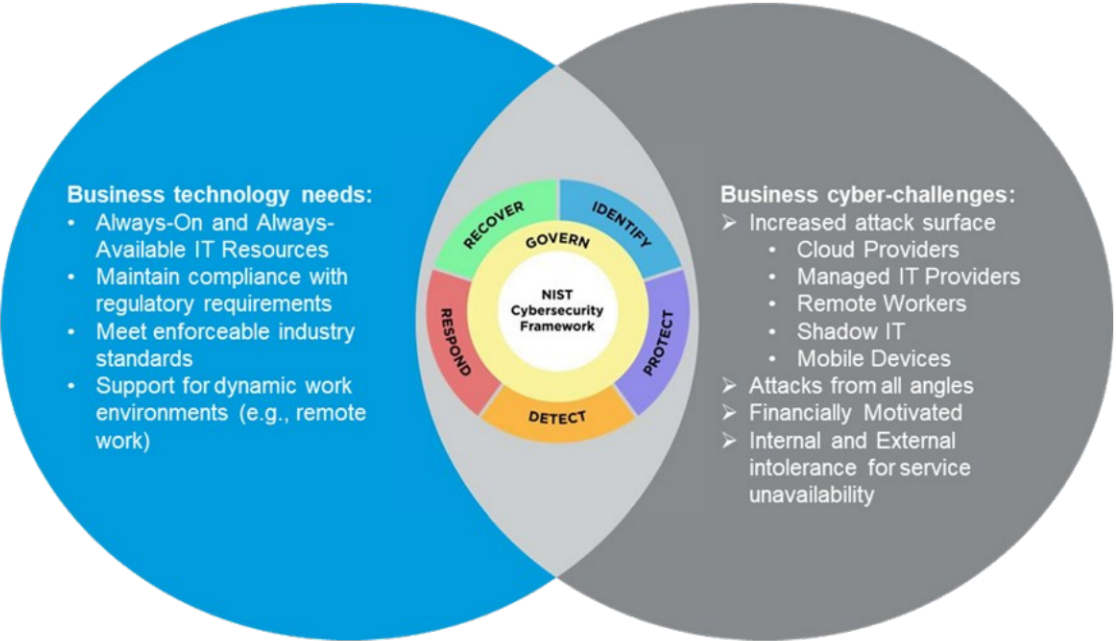 Business technology needs:
• Always-On and Always-
Available IT Resources
• Maintain compliance with
regulatory requirements
• Meet enforceable industry
standards
• Support for dynamic work
environments (e.g., remote
work)
RECOVER
IDENTIFY
GOVERN
NIST
Cybersecurity
Framework
RESPOND
PROTECT
DETECT
Business cyber-challenges:
➢ Increased attack surface
• Cloud Providers
• Managed IT Providers
• Remote Workers
• Shadow IT
• Mobile Devices
➢ Attacks from all angles
➢ Financially Motivated
➢ Internal and External
intolerance for service
unavailability